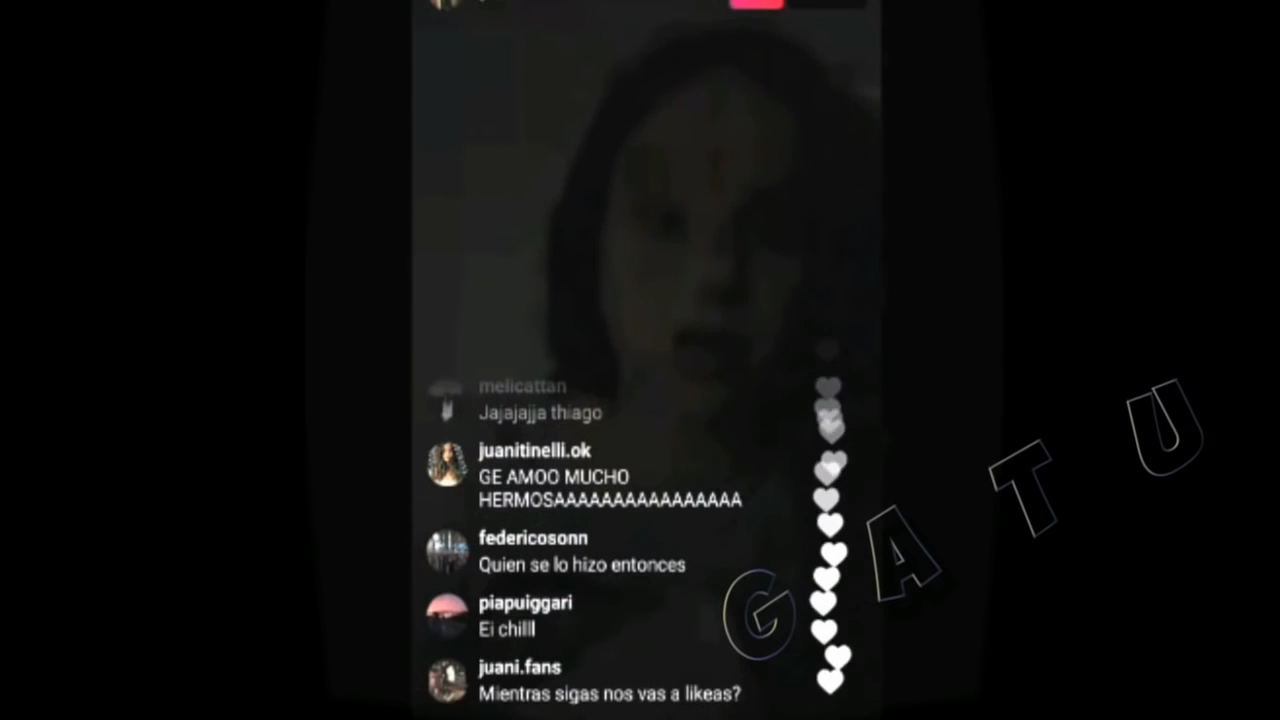 melicattan
Jajajajja thiago
juanitinelli.ok
GE AMOO MUCHO
HERMOSAAAAAAAAAAAAAAAAA
federicosonn
Quien se lo hizo entonces
piapuiggari
Ei chilll
juani.fans
Mientras sigas nos vas a likeas?
GATU